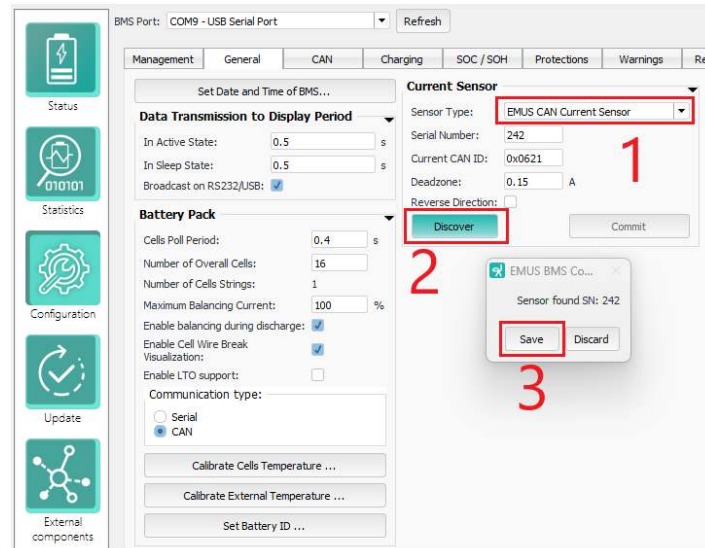 BMS Port: COM9 - USB Serial Port Refresh
Management General CAN Charging SOC / SOH Protections Warnings Re
Status
010101
Statistics
Configuration
Update
External
components
Set Date and Time of BMS...
Data Transmission to Display Period
In Active State: 0.5 s
In Sleep State: 0.5 s
Broadcast on RS232/USB:
Battery Pack
Cells Poll Period: 0.4 s
Number of Overall Cells: 16
Number of Cells Strings: 1
Maximum Balancing Current: 100 %
Enable balancing during discharge:
Enable Cell Wire Break
Visualization:
Enable LTO support:
Communication type:
Serial
CAN
Calibrate Cells Temperature ...
Calibrate External Temperature ...
Set Battery ID ...
Current Sensor
Sensor Type: EMUS CAN Current Sensor
1
Serial Number: 242
Current CAN ID: 0x0621
Deadzone: 0.15 A
Reverse Direction:
Discover Commit
2
EMUS BMS Co...
Sensor found SN: 242
Save Discard
3